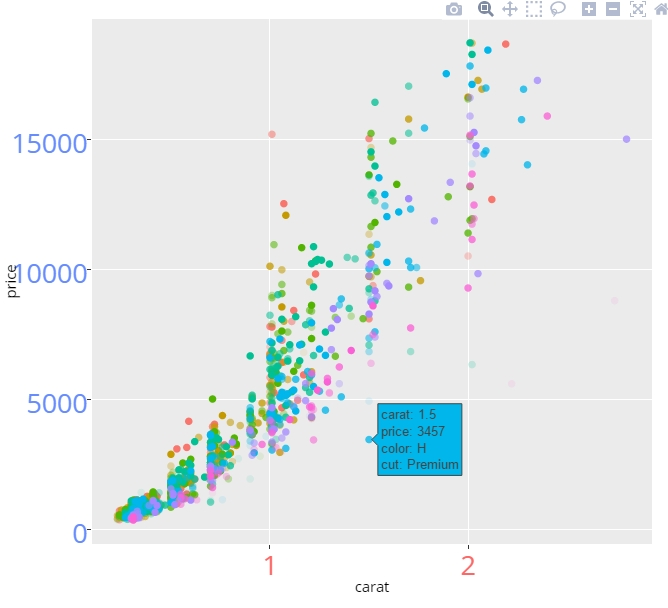 15000
10000
5000
0
price
carat: 1.5
price: 3457
color: H
cut: Premium
1 2
carat